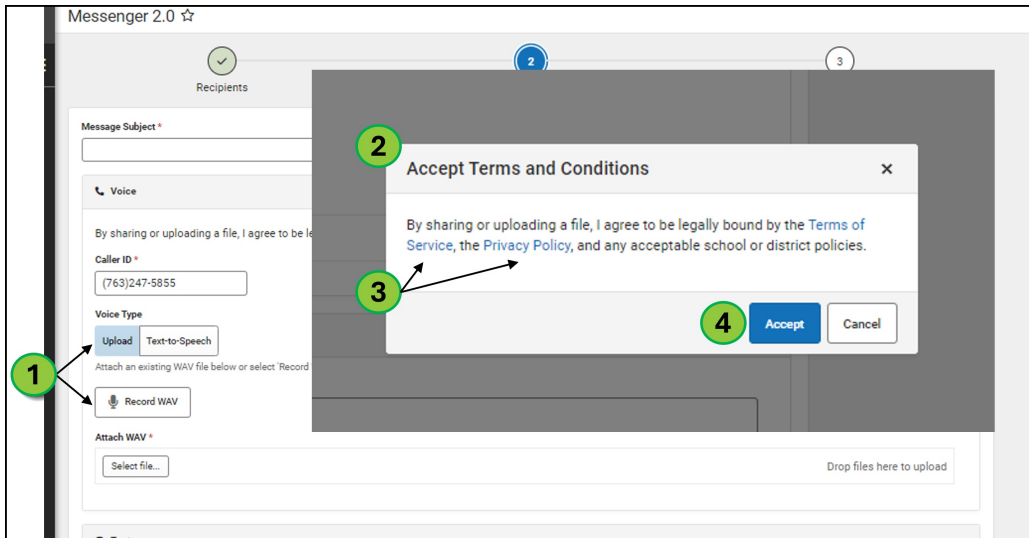 Messenger 2.0
2
3
Recipients
Message Subject *
2
Accept Terms and Conditions
×
Voice
By sharing or uploading a file, I agree to be legally bound by the Terms of
Service, the Privacy Policy, and any acceptable school or district policies.
By sharing or uploading a file, I agree to be le
Caller ID *
(763)247-5855
3
Voice Type
4
Accept
Cancel
Upload
Text-to-Speech
1
Attach an existing WAV file below or select 'Record
Record WAV
Attach WAV *
Select file...
Drop files here to upload